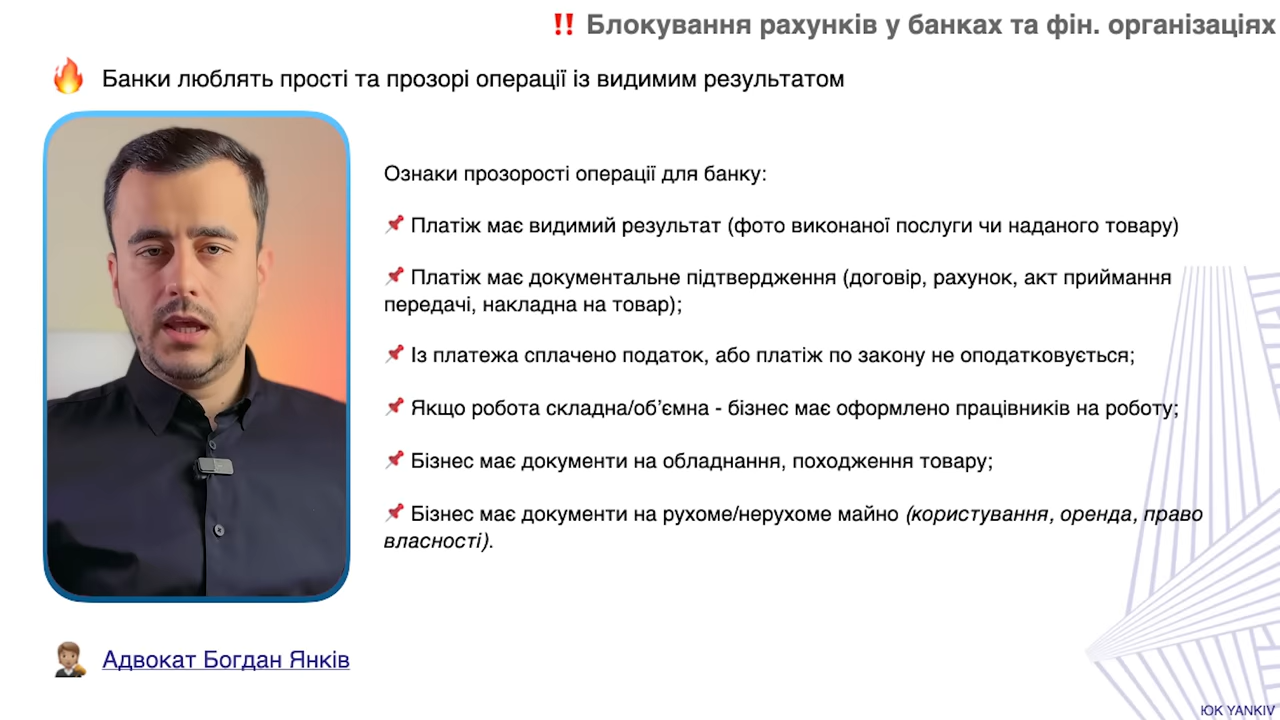 ‼️ Блокування рахунків у банках та фін. організаціях
🔥 Банки люблять прості та прозорі операції із видимим результатом
Ознаки прозорості операції для банку:
📌 Платіж має видимий результат (фото виконаної послуги чи наданого товару)
📌 Платіж має документальне підтвердження (договір, рахунок, акт приймання
передачі, накладна на товар);
📌 Із платежа сплачено податок, або платіж по закону не оподатковується;
📌 Якщо робота складна/об’ємна - бізнес має оформлено працівників на роботу;
📌 Бізнес має документи на обладнання, походження товару;
📌 Бізнес має документи на рухоме/нерухоме майно (користування, оренда, право
власності).
Адвокат Богдан Янків
ЮК YANKIV